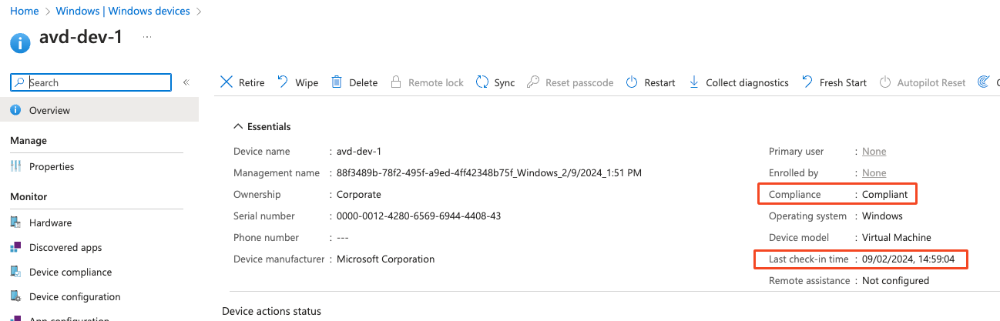 Home > Windows | Windows devices >
avd-dev-1 ...
Search «
Retire Wipe Delete Remote lock Sync Reset passcode Restart Collect diagnostics Fresh Start Autopilot Reset
Overview
Manage
Properties
Monitor
Hardware
Discovered apps
Device compliance
Device configuration
App configuration
Essentials
Device name : avd-dev-1
Management name : 88f3489b-78f2-495f-a9ed-4ff42348b75f_Windows_2/9/2024_1:51 PM
Ownership : Corporate
Serial number : 0000-0012-4280-6569-6944-4408-43
Phone number : ---
Device manufacturer : Microsoft Corporation
Primary user : None
Enrolled by : None
Compliance : Compliant
Operating system : Windows
Device model : Virtual Machine
Last check-in time : 09/02/2024, 14:59:04
Remote assistance : Not configured
Device actions status